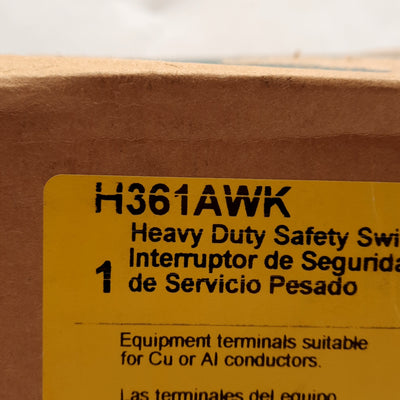 H361AWK
Heavy Duty Safety Swi
Interruptor de Segurida
1 de Servicio Pesado
Equipment terminals suitable
for Cu or Al conductors.
Las terminales del equipo